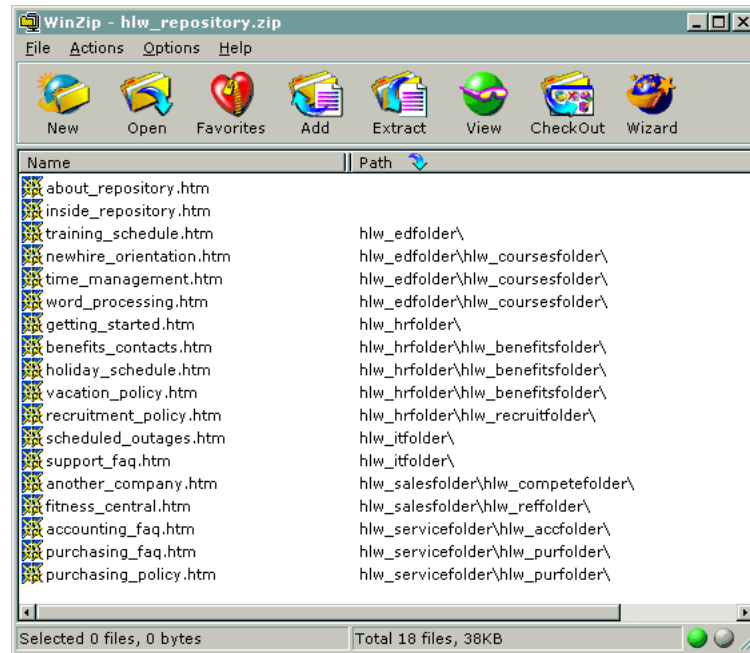 WinZip - hlw_repository.zip
File Actions Options Help
New Open Favorites Add Extract View CheckOut Wizard
Name Path
about_repository.htm
inside_repository.htm
training_schedule.htm hlw_edfolder\
newhire_orientation.htm hlw_edfolder\hlw_coursesfolder\
time_management.htm hlw_edfolder\hlw_coursesfolder\
word_processing.htm hlw_edfolder\hlw_coursesfolder\
getting_started.htm hlw_hrfolder\
benefits_contacts.htm hlw_hrfolder\hlw_benefitsfolder\
holiday_schedule.htm hlw_hrfolder\hlw_benefitsfolder\
vacation_policy.htm hlw_hrfolder\hlw_benefitsfolder\
recruitment_policy.htm hlw_hrfolder\hlw_recruitfolder\
scheduled_outages.htm hlw_itfolder\
support_faq.htm hlw_itfolder\
another_company.htm hlw_salesfolder\hlw_competefolder\
fitness_central.htm hlw_salesfolder\hlw_reffolder\
accounting_faq.htm hlw_servicefolder\hlw_accfolder\
purchasing_faq.htm hlw_servicefolder\hlw_purfolder\
purchasing_policy.htm hlw_servicefolder\hlw_purfolder\
Selected 0 files, 0 bytes Total 18 files, 38KB